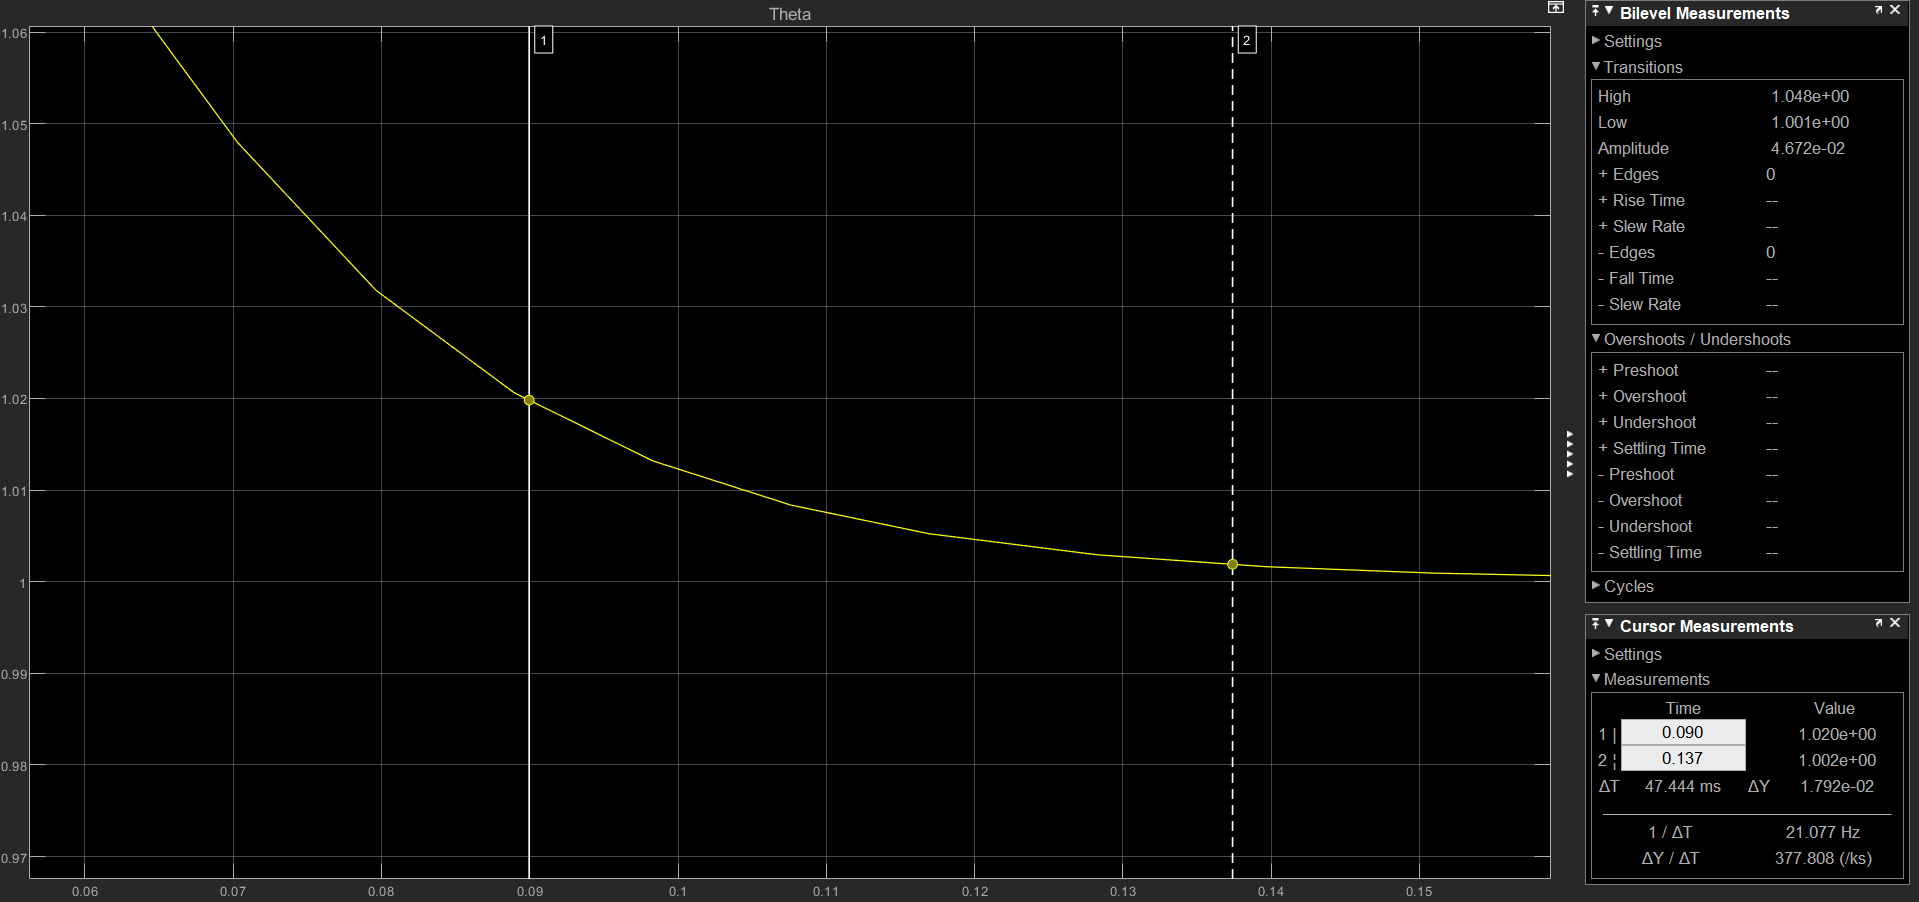 Theta
1.06
1.05
1.04
1.03
1.02
1.01
1
0.99
0.98
0.97
0.06 0.07 0.08 0.09 0.1 0.11 0.12 0.13 0.14 0.15
1
2
Bilevel Measurements
Settings
Transitions
High 1.048e+00
Low 1.001e+00
Amplitude 4.672e-02
+ Edges 0
+ Rise Time --
+ Slew Rate --
- Edges 0
- Fall Time --
- Slew Rate --
Overshoots / Undershoots
+ Preshoot --
+ Overshoot --
+ Undershoot --
+ Settling Time --
- Preshoot --
- Overshoot --
- Undershoot --
- Settling Time --
Cycles
Cursor Measurements
Settings
Measurements
Time Value
1 | 0.090 1.020e+00
2 ¦ 0.137 1.002e+00
ΔT 47.444 ms ΔY 1.792e-02
1 / ΔT 21.077 Hz
ΔY / ΔT 377.808 (/ks)